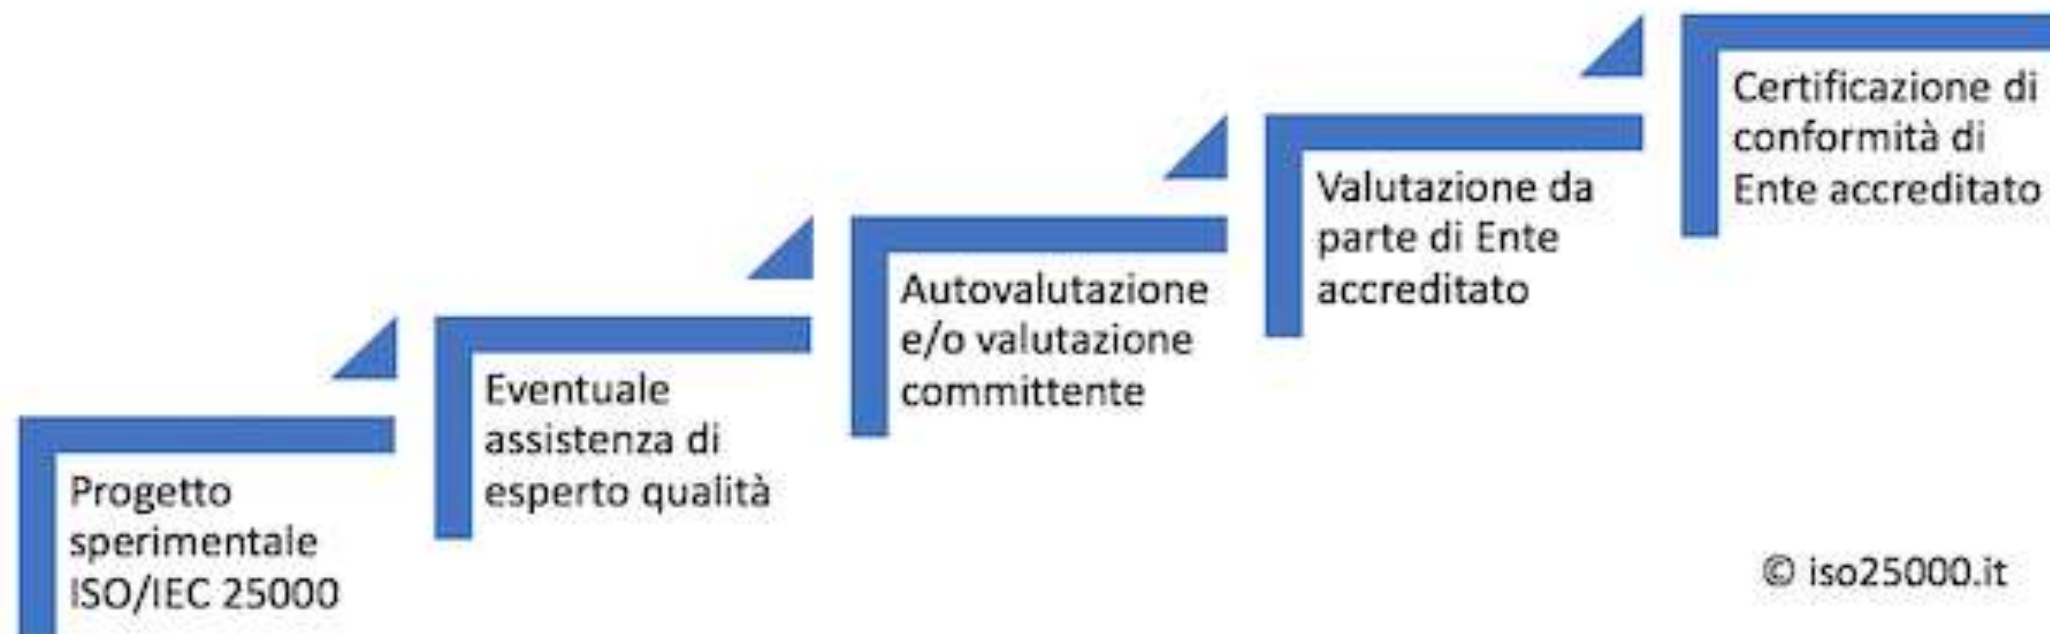 Progetto
sperimentale
ISO/IEC 25000
Eventuale
assistenza di
esperto qualità
Autovalutazione
e/o valutazione
committente
Valutazione da
parte di Ente
accreditato
Certificazione di
conformità di
Ente accreditato
© iso25000.it